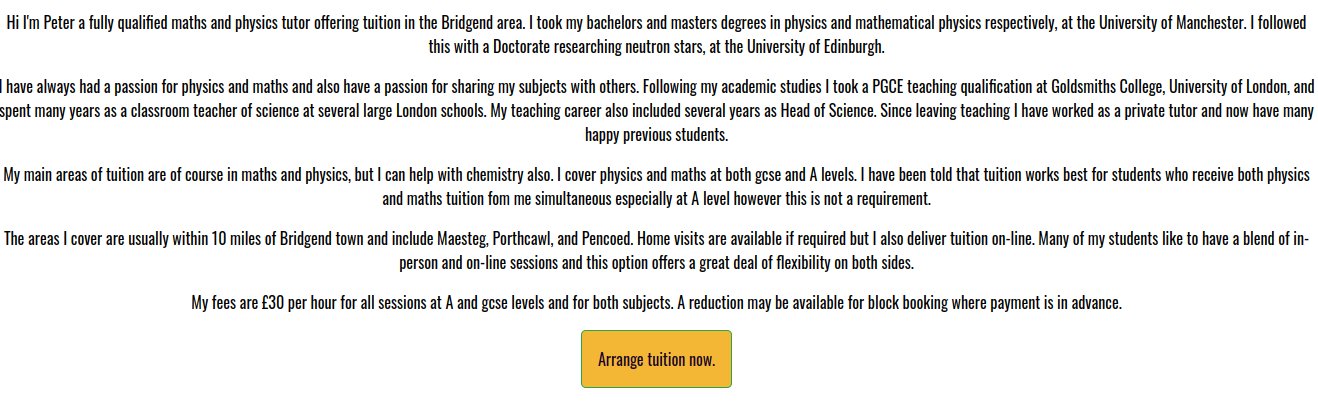 Hi I'm Peter a fully qualified maths and physics tutor offering tuition in the Bridgend area. I took my bachelors and masters degrees in physics and mathematical physics respectively, at the University of Manchester. I followed
this with a Doctorate researching neutron stars, at the University of Edinburgh.
I have always had a passion for physics and maths and also have a passion for sharing my subjects with others. Following my academic studies I took a PGCE teaching qualification at Goldsmiths College, University of London, and
spent many years as a classroom teacher of science at several large London schools. My teaching career also included several years as Head of Science. Since leaving teaching I have worked as a private tutor and now have many
happy previous students.
My main areas of tuition are of course in maths and physics, but I can help with chemistry also. I cover physics and maths at both gcse and A levels. I have been told that tuition works best for students who receive both physics
and maths tuition fom me simultaneous especially at A level however this is not a requirement.
The areas I cover are usually within 10 miles of Bridgend town and include Maesteg, Porthcawl, and Pencoed. Home visits are available if required but I also deliver tuition on-line. Many of my students like to have a blend of in-
person and on-line sessions and this option offers a great deal of flexibility on both sides.
My fees are £30 per hour for all sessions at A and gcse levels and for both subjects. A reduction may be available for block booking where payment is in advance.
Arrange tuition now.